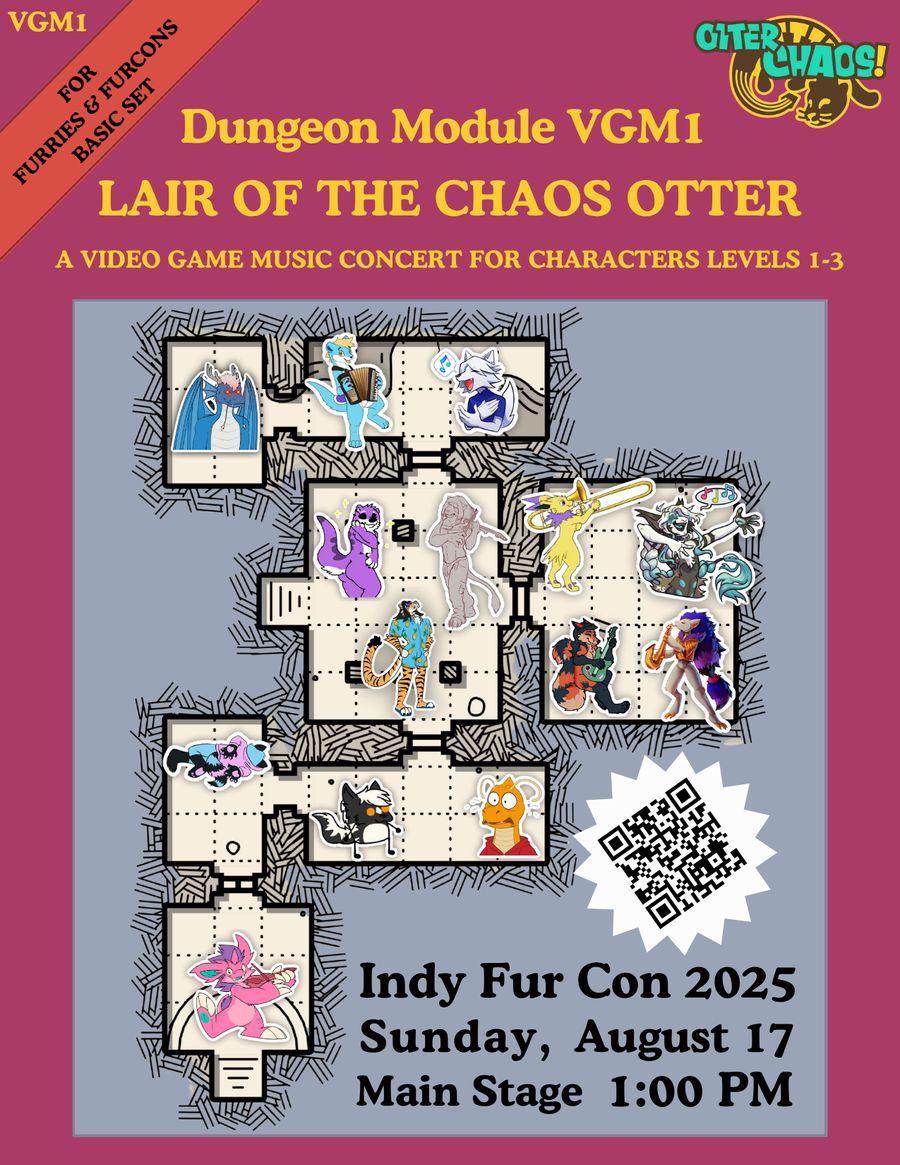 VGM1
FOR
FURRIES & FURCONS
BASIC SET
OTTER
CHAOS!
Dungeon Module VGM1
LAIR OF THE CHAOS OTTER
A VIDEO GAME MUSIC CONCERT FOR CHARACTERS LEVELS 1-3
Indy Fur Con 2025
Sunday, August 17
Main Stage 1:00 PM